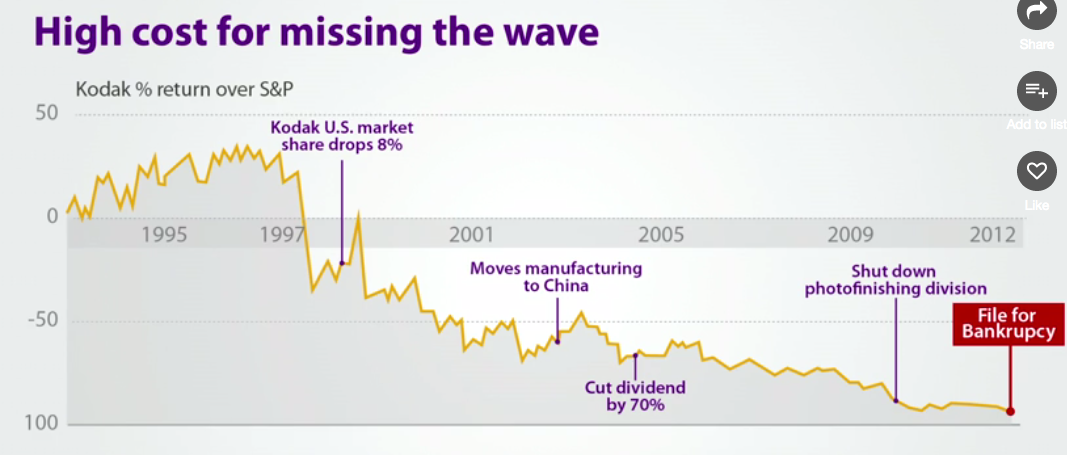 High cost for missing the wave
Share
Kodak % return over S&P
50
Add to list
Kodak U.S. market
share drops 8%
Like
0
1995
1997
2001
2005
2009
2012
Moves manufacturing
to China
Shut down
photofinishing division
-50
File for
Bankrupcy
Cut dividend
by 70%
100